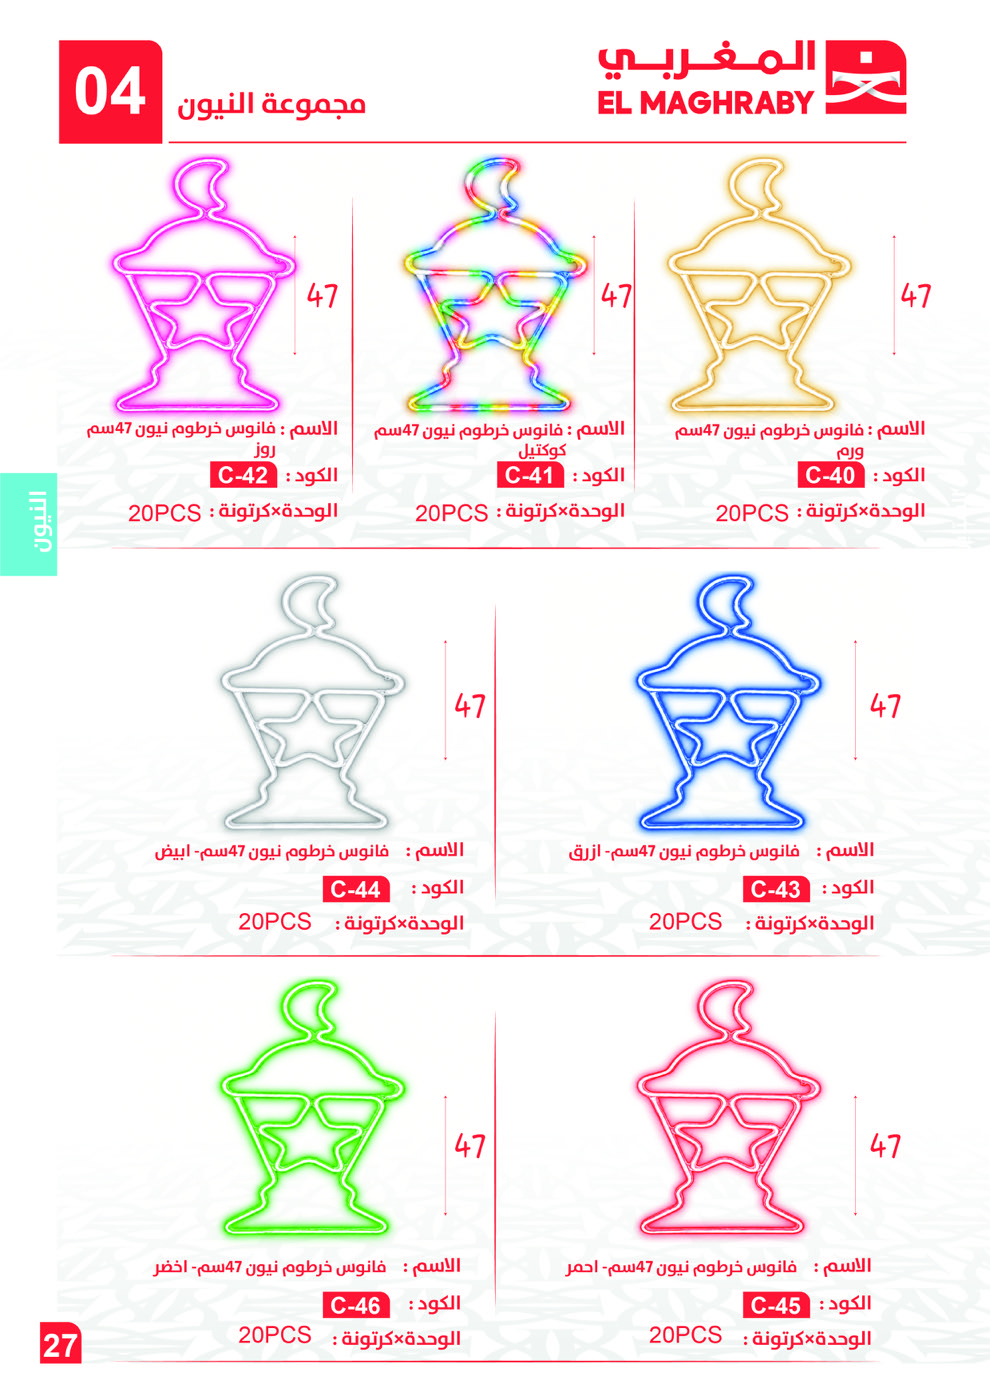 المغربي
EL MAGHRABY
مجموعة النيون
04
47
47
47
الاسم : فانوس خرطوم نيون 47سم
ورم
الكود : C-40
الوحدة×كرتونة : 20PCS
الاسم : فانوس خرطوم نيون 47سم
كوكتيل
الكود : C-41
الوحدة×كرتونة : 20PCS
الاسم : فانوس خرطوم نيون 47سم
روز
الكود : C-42
الوحدة×كرتونة : 20PCS
النيون
47
47
الاسم : فانوس خرطوم نيون 47سم- ازرق
الكود : C-43
الوحدة×كرتونة : 20PCS
الاسم : فانوس خرطوم نيون 47سم- ابيض
الكود : C-44
الوحدة×كرتونة : 20PCS
47
47
الاسم : فانوس خرطوم نيون 47سم- احمر
الكود : C-45
الوحدة×كرتونة : 20PCS
الاسم : فانوس خرطوم نيون 47سم- اخضر
الكود : C-46
الوحدة×كرتونة : 20PCS
27